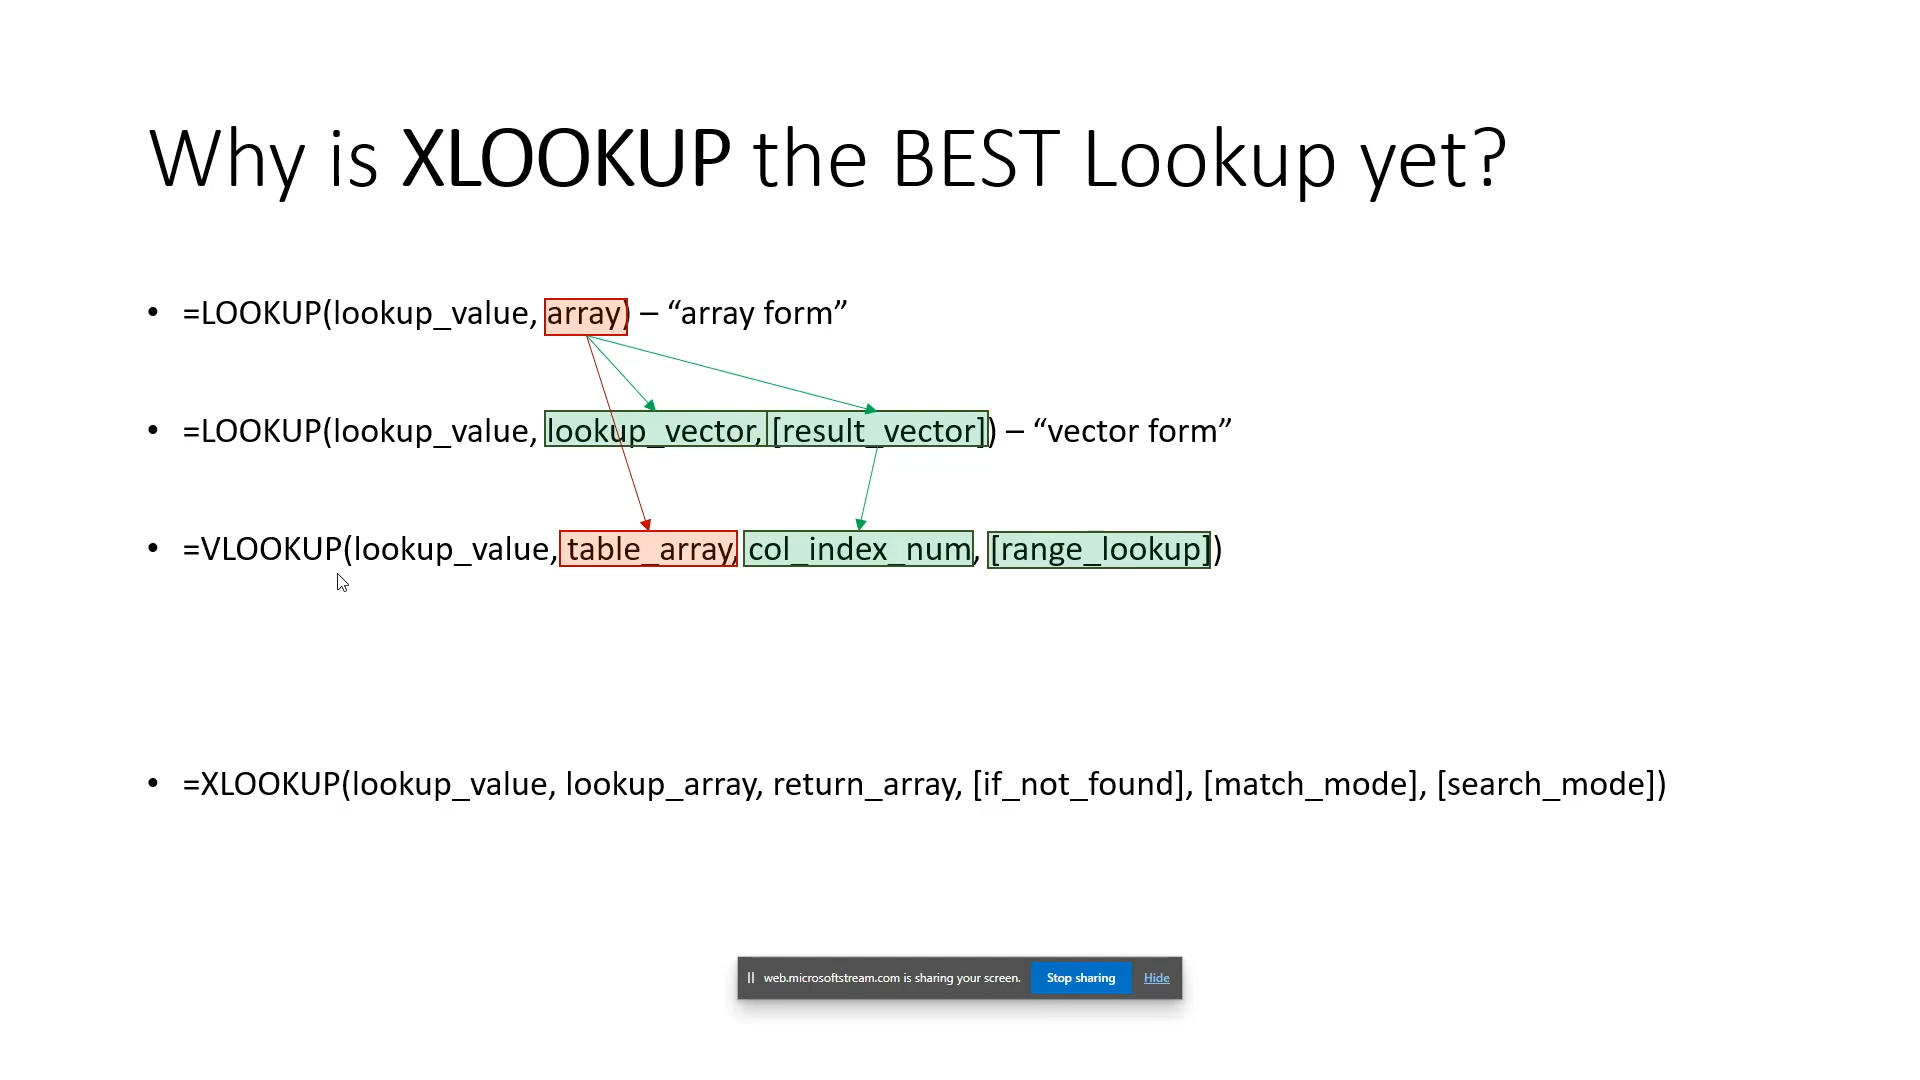 Why is XLOOKUP the BEST Lookup yet?
• =LOOKUP(lookup_value, array) – “array form”
• =LOOKUP(lookup_value, lookup_vector, [result_vector]) – “vector form”
• =VLOOKUP(lookup_value, table_array, col_index_num, [range_lookup])
• =XLOOKUP(lookup_value, lookup_array, return_array, [if_not_found], [match_mode], [search_mode])
web.microsoftstream.com is sharing your screen. Stop sharing Hide